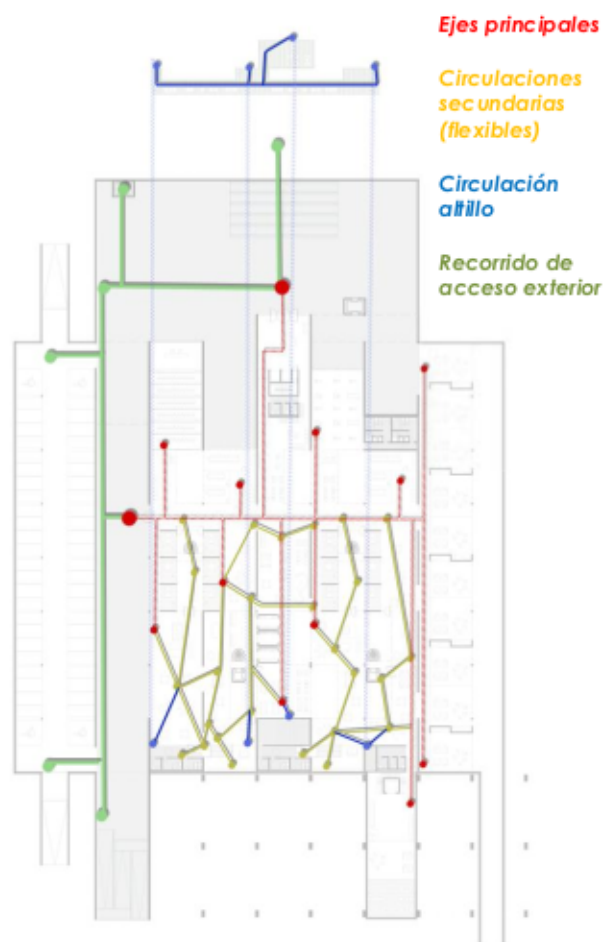 Ejes principales
Circulaciones
secundarias
(flexibles)
Circulación
altillo
Recorrido de
acceso exterior